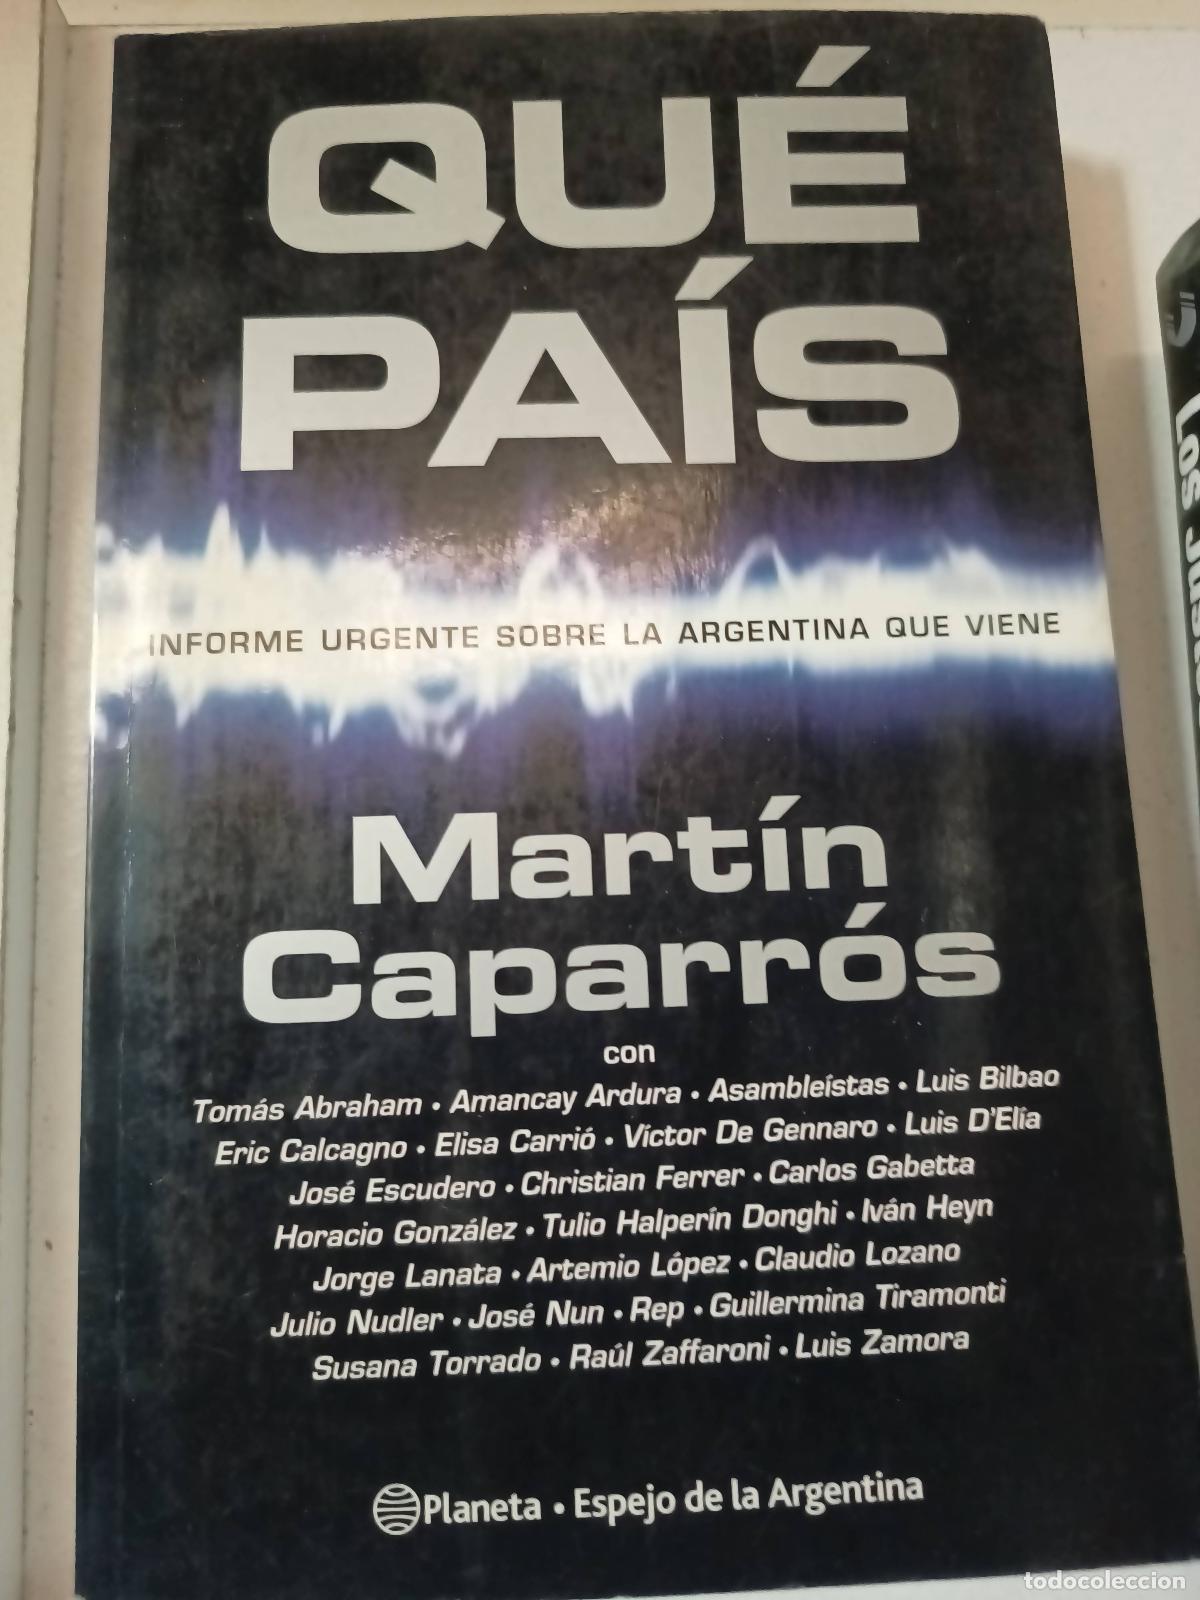 QUÉ
PAÍS
INFORME URGENTE SOBRE LA ARGENTINA QUE VIENE
Martín
Caparrós
con
Tomás Abraham • Amancay Ardura • Asambleístas • Luis Bilbao
Eric Calcagno • Elisa Carrió • Víctor De Gennaro • Luis D'Elía
José Escudero • Christian Ferrer • Carlos Gabetta
Horacio González • Tulio Halperín Donghi • Iván Heyn
Jorge Lanata • Artemio López • Claudio Lozano
Julio Nudler • José Nun • Rep • Guillermina Tiramonti
Susana Torrado • Raúl Zaffaroni • Luis Zamora
Planeta • Espejo de la Argentina
Los
todocoleccion